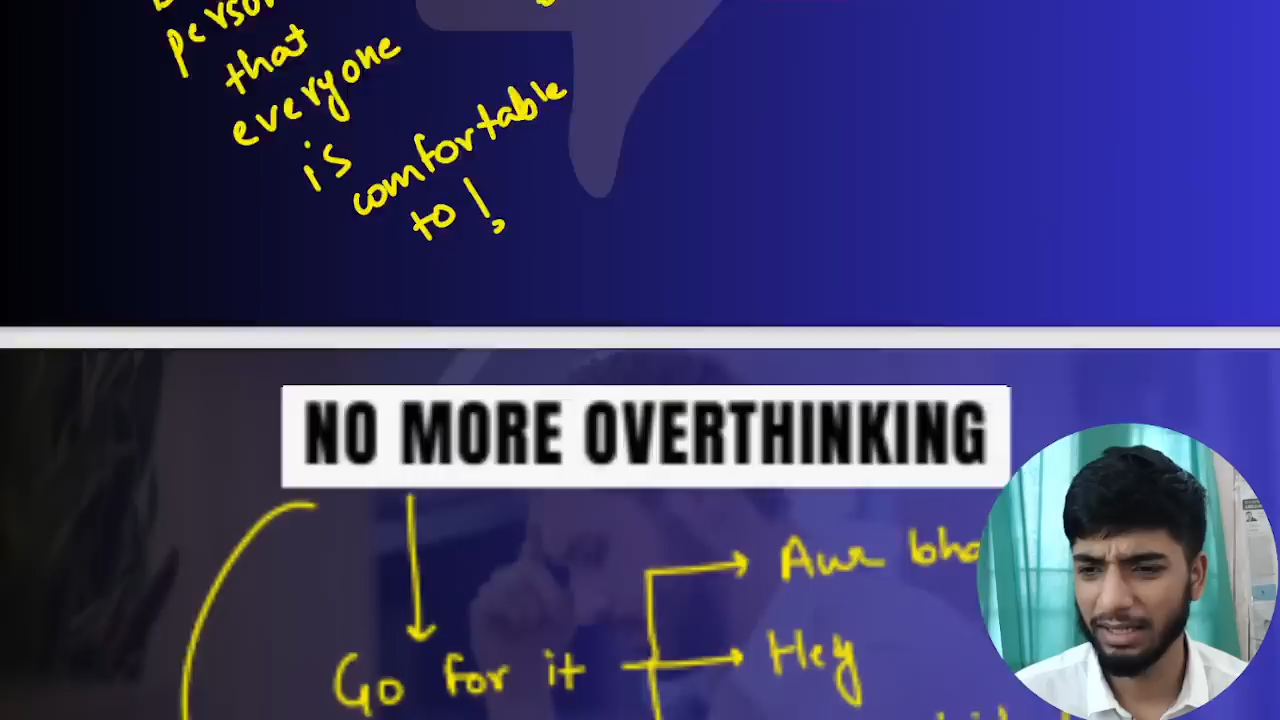 person
that
everyone
is
comfortable
to!
NO MORE OVERTHINKING
Go for it
Hey